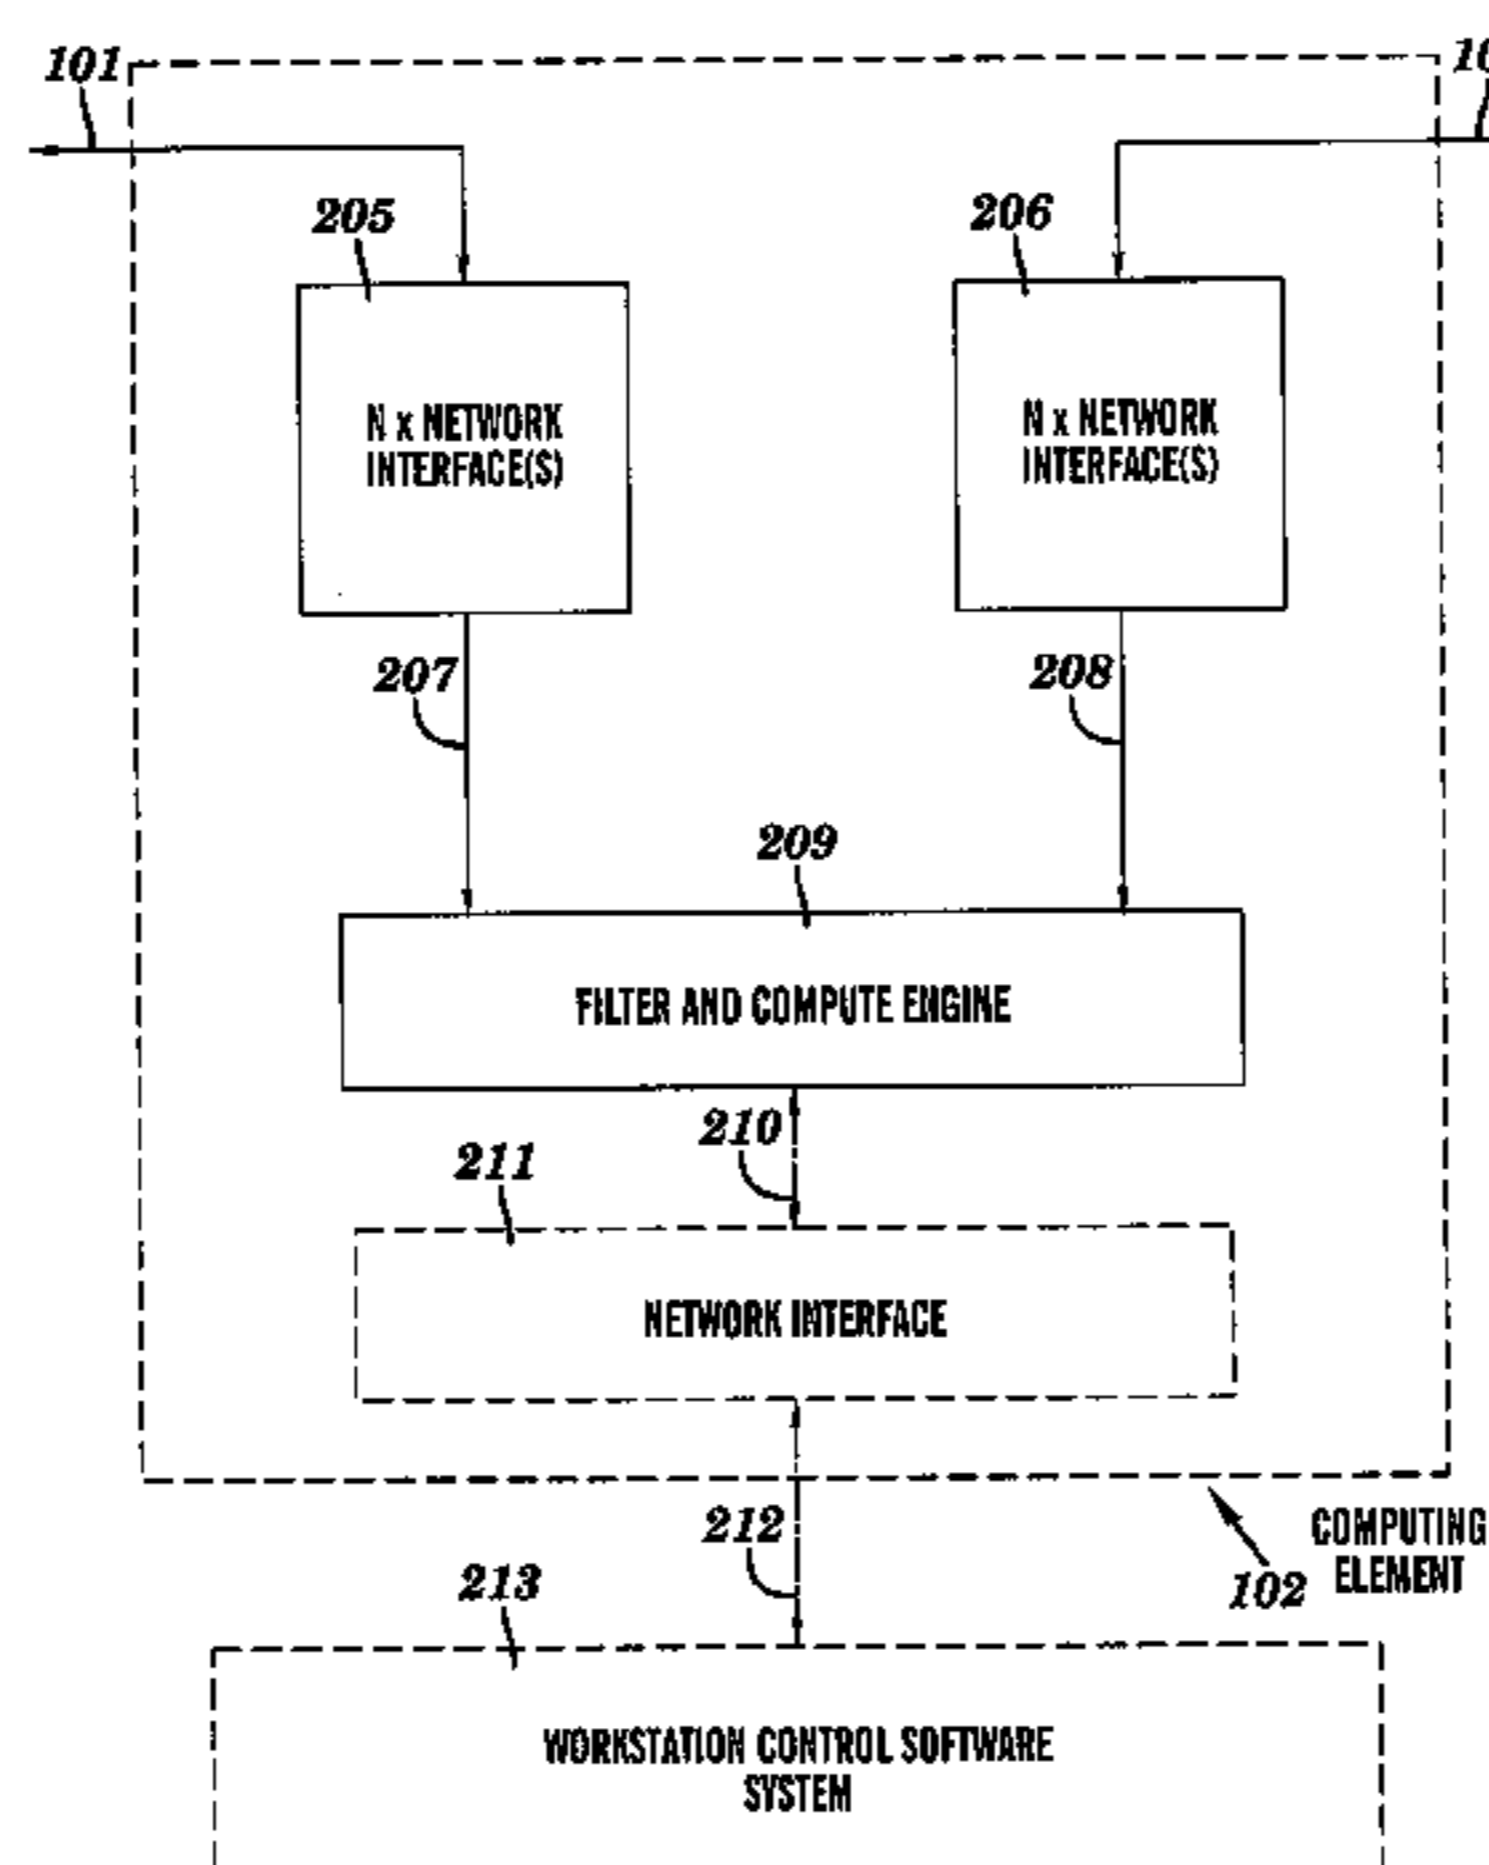 101
205
206
N x NETWORK
INTERFACE(S)
N x NETWORK
INTERFACE(S)
207
208
209
FILTER AND COMPUTE ENGINE
210
211
NETWORK INTERFACE
212
COMPUTING
ELEMENT
102
213
WORKSTATION CONTROL SOFTWARE
SYSTEM